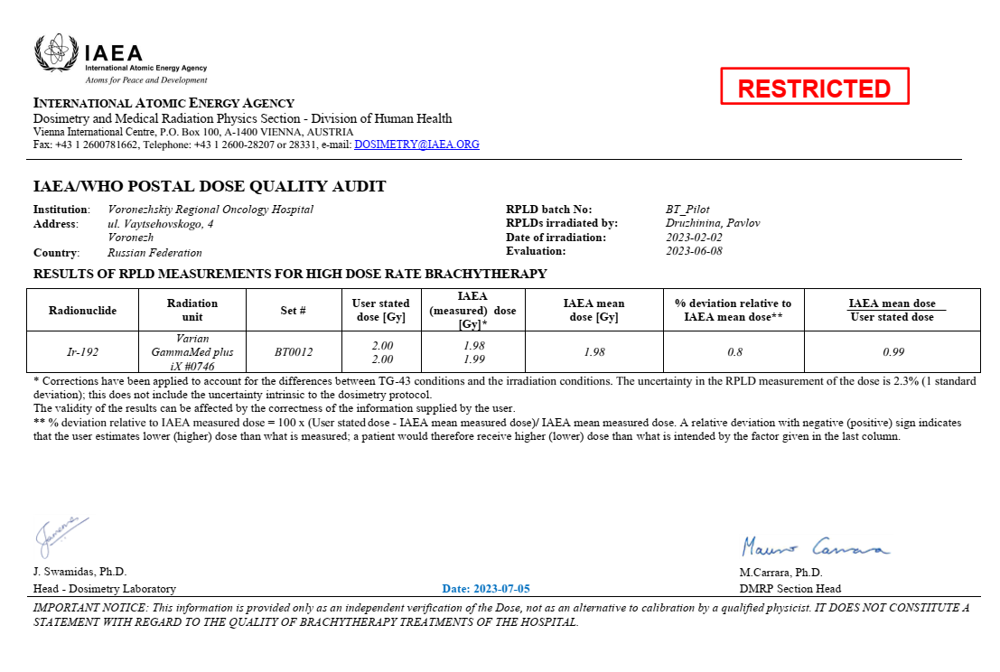 IAEA
International Atomic Energy Agency
Atoms for Peace and Development
RESTRICTED
INTERNATIONAL ATOMIC ENERGY AGENCY
Dosimetry and Medical Radiation Physics Section - Division of Human Health
Vienna International Centre, P.O. Box 100, A-1400 VIENNA, AUSTRIA
Fax: +43 1 2600781662, Telephone: +43 1 2600-28207 or 28331, e-mail: DOSIMETRY@IAEA.ORG
IAEA/WHO POSTAL DOSE QUALITY AUDIT
Institution: Voronezhskiy Regional Oncology Hospital
Address: ul. Vaytsehovskogo, 4
Voronezh
Country: Russian Federation
RPLD batch No: BT_Pilot
RPLDs irradiated by: Druzhinina, Pavlov
Date of irradiation: 2023-02-02
Evaluation: 2023-06-08
RESULTS OF RPLD MEASUREMENTS FOR HIGH DOSE RATE BRACHYTHERAPY
Radionuclide
Radiation
unit
Set #
User stated
dose [Gy]
IAEA
(measured) dose
[Gy]*
IAEA mean
dose [Gy]
% deviation relative to
IAEA mean dose**
IAEA mean dose
User stated dose
Ir-192
Varian
GammaMed plus
iX #0746
BT0012
2.00
2.00
1.98
1.99
1.98
0.8
0.99
* Corrections have been applied to account for the differences between TG-43 conditions and the irradiation conditions. The uncertainty in the RPLD measurement of the dose is 2.3% (1 standard
deviation); this does not include the uncertainty intrinsic to the dosimetry protocol.
The validity of the results can be affected by the correctness of the information supplied by the user.
** % deviation relative to IAEA measured dose = 100 x (User stated dose - IAEA mean measured dose)/ IAEA mean measured dose. A relative deviation with negative (positive) sign indicates
that the user estimates lower (higher) dose than what is measured; a patient would therefore receive higher (lower) dose than what is intended by the factor given in the last column.
Mauro Carrara
J. Swamidas, Ph.D.
Head - Dosimetry Laboratory
Date: 2023-07-05
M.Carrara, Ph.D.
DMRP Section Head
IMPORTANT NOTICE: This information is provided only as an independent verification of the Dose, not as an alternative to calibration by a qualified physicist. IT DOES NOT CONSTITUTE A
STATEMENT WITH REGARD TO THE QUALITY OF BRACHYTHERAPY TREATMENTS OF THE HOSPITAL.